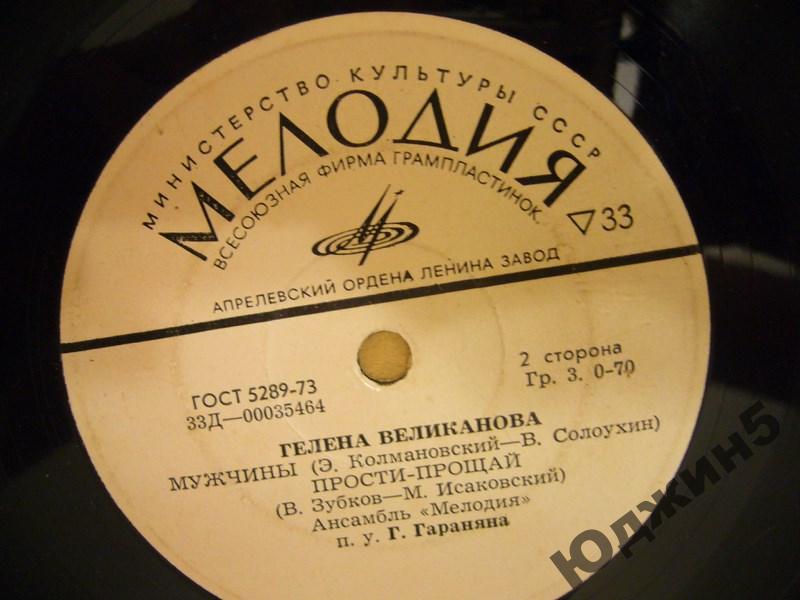 МИНИСТЕРСТВО КУЛЬТУРЫ СССР
МЕЛОДИЯ
ВСЕСОЮЗНАЯ ФИРМА ГРАМПЛАСТИНОК
33
АПРЕЛЕВСКИЙ ОРДЕНА ЛЕНИНА ЗАВОД
ГОСТ 5289-73
33Д—00035464
2 сторона
Гр. 3. 0-70
ГЕЛЕНА ВЕЛИКАНОВА
МУЖЧИНЫ (Э. Колмановский—В. Солоухин)
ПРОСТИ-ПРОЩАЙ
(В. Зубков—М. Исаковский)
Ансамбль «Мелодия»
п. у. Г. Гараняна
Юджин5